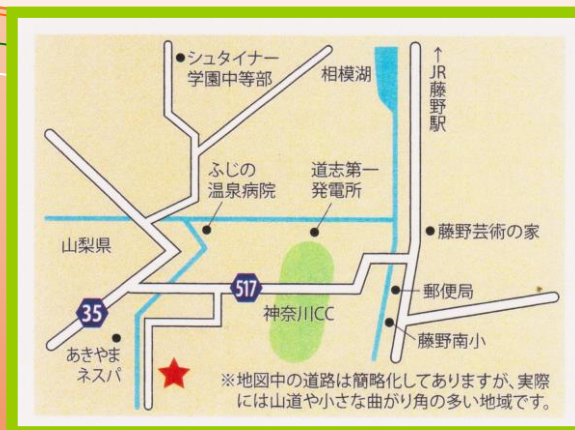 シュタイナー
学園中等部
相模湖
↑JR藤野駅
ふじの
温泉病院
道志第一
発電所
藤野芸術の家
山梨県
517
35
神奈川CC
郵便局
藤野南小
あきやま
ネスパ
※地図中の道路は簡略化してありますが、実際
には山道や小さな曲がり角の多い地域です。